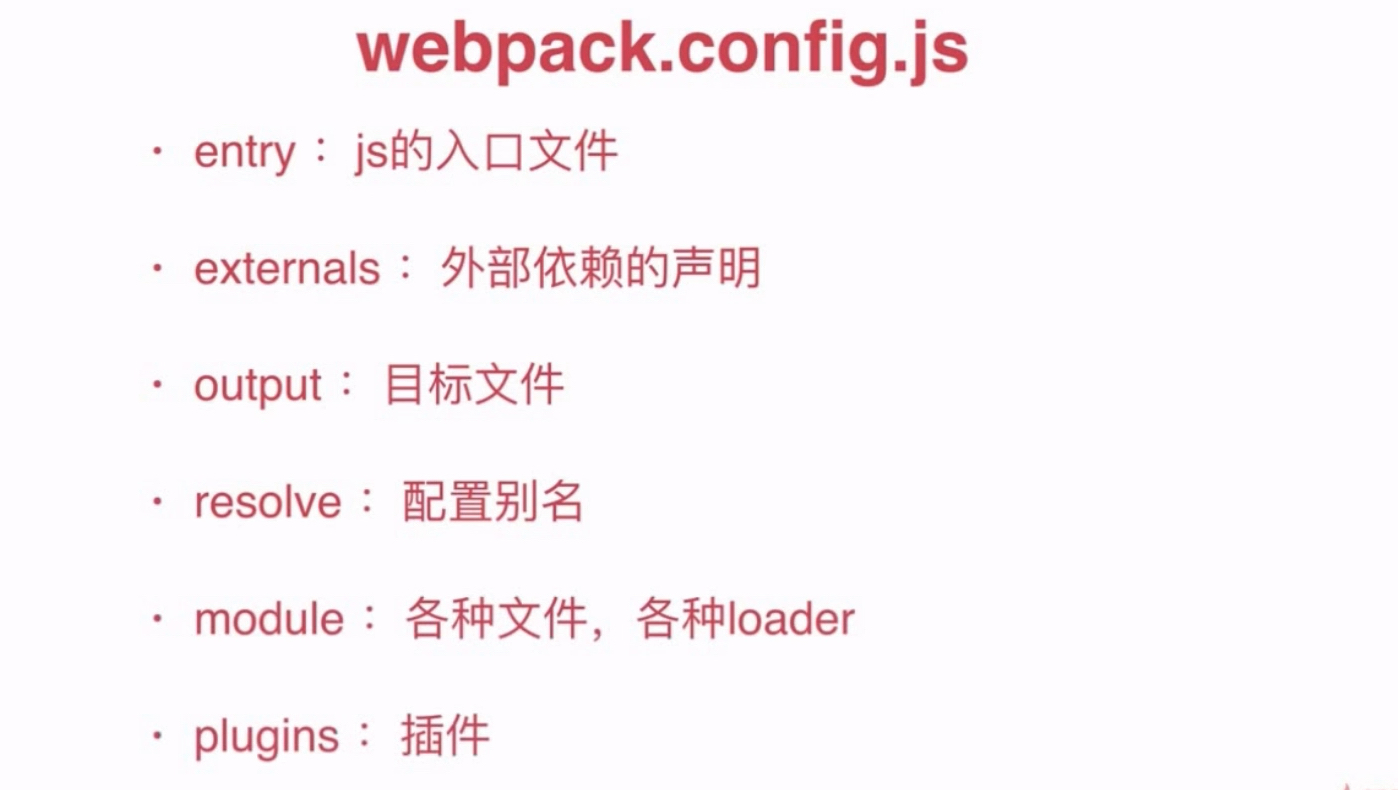 webpack.config.js
· entry： js的入口文件
· externals： 外部依赖的声明
· output： 目标文件
· resolve： 配置别名
· module： 各种文件，各种loader
· plugins： 插件